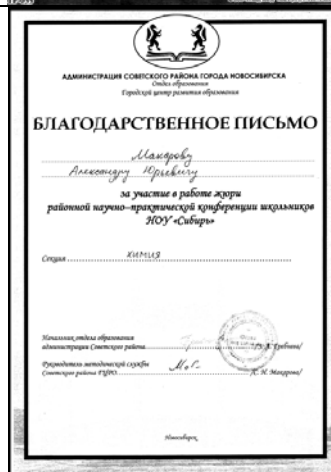 АДМИНИСТРАЦИЯ СОВЕТСКОГО РАЙОНА ГОРОДА НОВОСИБИРСКА
Отдел образования
Городской центр развития образования
БЛАГОДАРСТВЕННОЕ ПИСЬМО
Макарову
Александру Юрьевичу
за участие в работе жюри
районной научно-практической конференции школьников
НОУ «Сибирь»
Секция химия
Начальник отдела образования
администрации Советского района
Руководитель методической службы
Советского района ГЦРО Н. Макарова/
Новосибирск